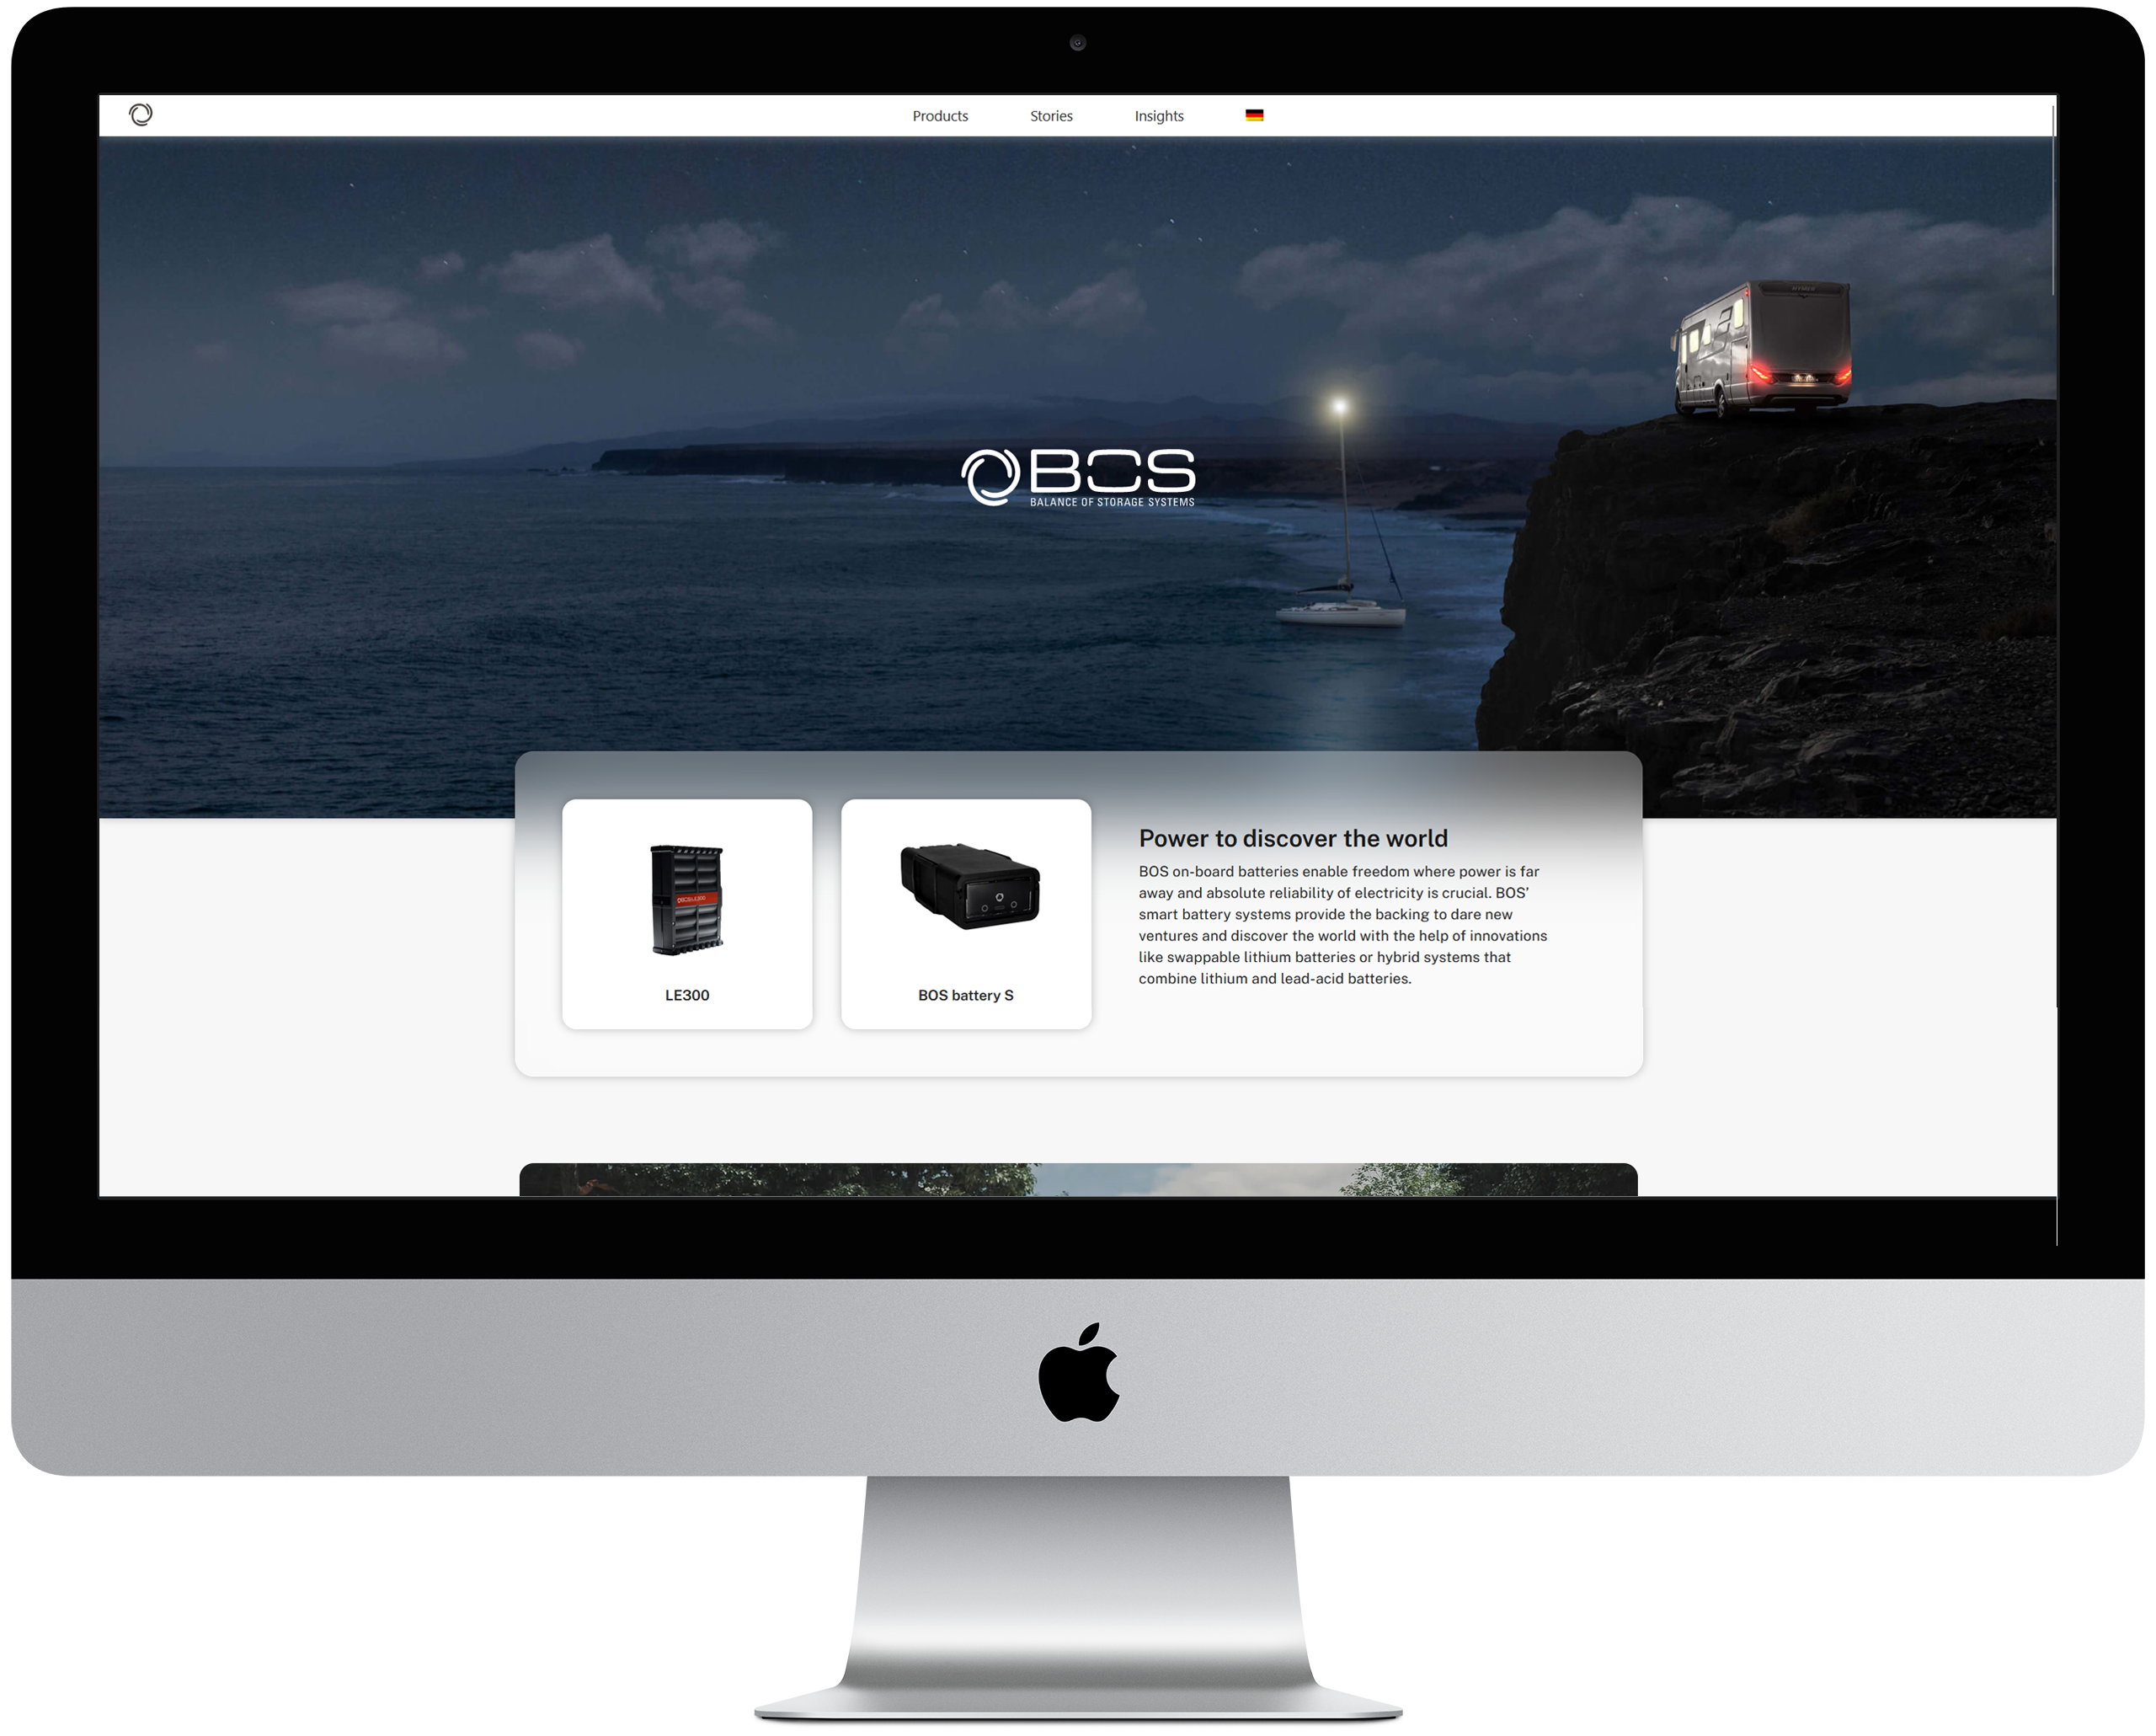 Products Stories Insights
HYMER
BOS
BALANCE OF STORAGE SYSTEMS
BOS LE300
LE300
BOS battery S
Power to discover the world
BOS on-board batteries enable freedom where power is far
away and absolute reliability of electricity is crucial. BOS’
smart battery systems provide the backing to dare new
ventures and discover the world with the help of innovations
like swappable lithium batteries or hybrid systems that
combine lithium and lead-acid batteries.